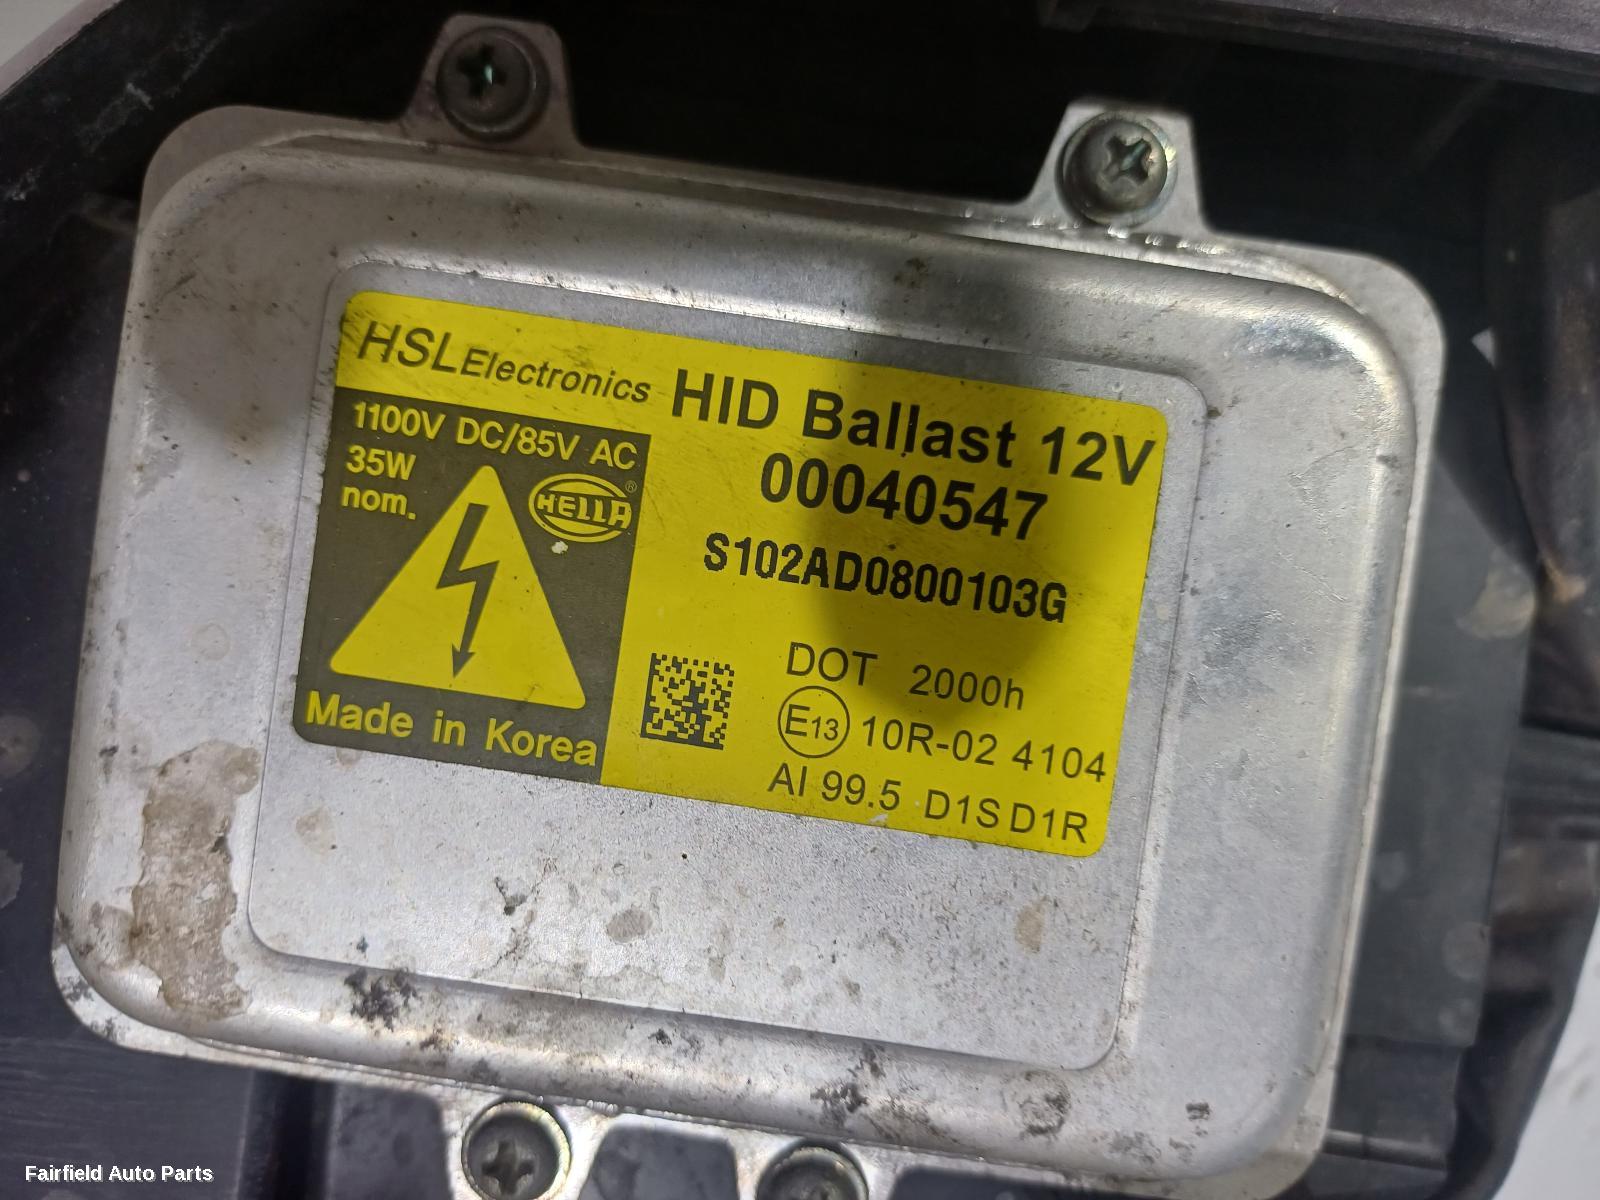 HSL Electronics HID Ballast 12V
00040547
S102AD0800103G
1100V DC/85V AC
35W
nom.
HELLA®
Made in Korea
DOT 2000h
E13 10R-02 4104
AI 99.5 D1S D1R
Fairfield Auto Parts